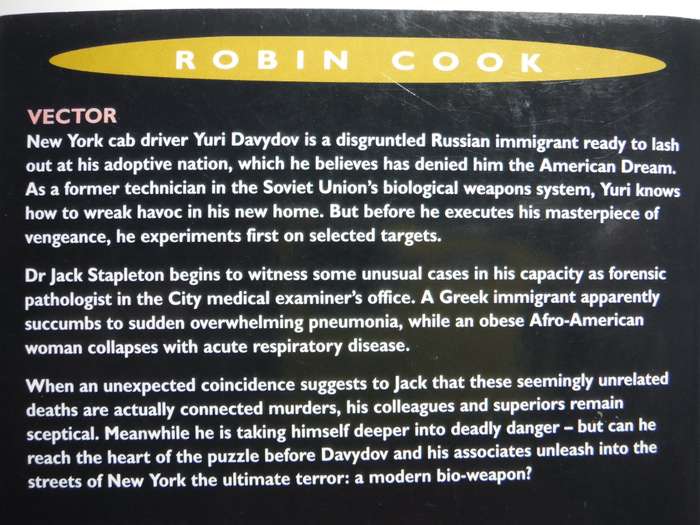 ROBIN COOK
VECTOR
New York cab driver Yuri Davydov is a disgruntled Russian immigrant ready to lash
out at his adoptive nation, which he believes has denied him the American Dream.
As a former technician in the Soviet Union's biological weapons system, Yuri knows
how to wreak havoc in his new home. But before he executes his masterpiece of
vengeance, he experiments first on selected targets.
Dr Jack Stapleton begins to witness some unusual cases in his capacity as forensic
pathologist in the City medical examiner's office. A Greek immigrant apparently
succumbs to sudden overwhelming pneumonia, while an obese Afro-American
woman collapses with acute respiratory disease.
When an unexpected coincidence suggests to Jack that these seemingly unrelated
deaths are actually connected murders, his colleagues and superiors remain
sceptical. Meanwhile he is taking himself deeper into deadly danger – but can he
reach the heart of the puzzle before Davydov and his associates unleash into the
streets of New York the ultimate terror: a modern bio-weapon?